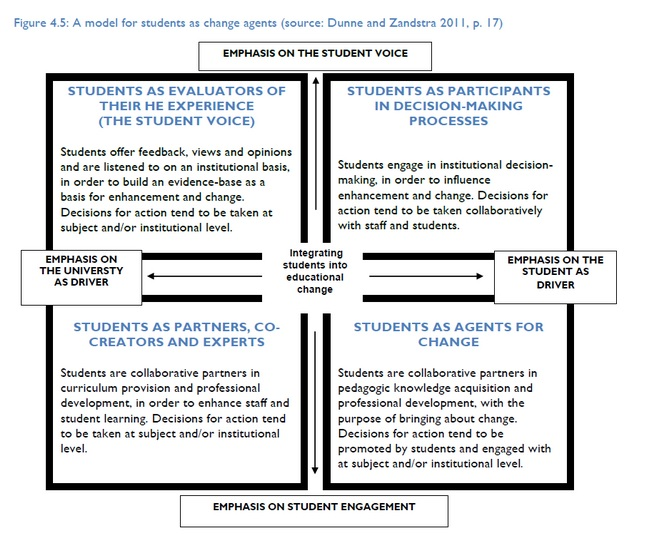 Figure 4.5: A model for students as change agents (source: Dunne and Zandstra 2011, p. 17)
EMPHASIS ON THE STUDENT VOICE
STUDENTS AS EVALUATORS OF
THEIR HE EXPERIENCE
(THE STUDENT VOICE)
Students offer feedback, views and opinions
and are listened to on an institutional basis,
in order to build an evidence-base as a
basis for enhancement and change.
Decisions for action tend to be taken at
subject and/or institutional level.
STUDENTS AS PARTICIPANTS
IN DECISION-MAKING
PROCESSES
Students engage in institutional decision-
making, in order to influence
enhancement and change. Decisions for
action tend to be taken collaboratively
with staff and students.
EMPHASIS ON
THE UNIVERSTY
AS DRIVER
Integrating
students into
educational
change
EMPHASIS ON THE
STUDENT AS
DRIVER
STUDENTS AS PARTNERS, CO-
CREATORS AND EXPERTS
Students are collaborative partners in
curriculum provision and professional
development, in order to enhance staff and
student learning. Decisions for action tend
to be taken at subject and/or institutional
level.
STUDENTS AS AGENTS FOR
CHANGE
Students are collaborative partners in
pedagogic knowledge acquisition and
professional development, with the
purpose of bringing about change.
Decisions for action tend to be
promoted by students and engaged with
at subject and/or institutional level.
EMPHASIS ON STUDENT ENGAGEMENT